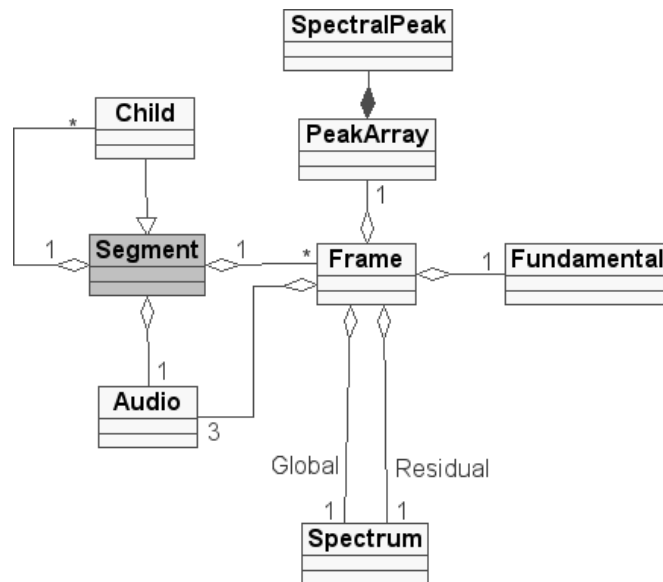 SpectralPeak
Child
*
PeakArray
1
1
Segment
1
*
Frame
1
Fundamental
1
Audio
3
Global
Residual
1
1
Spectrum